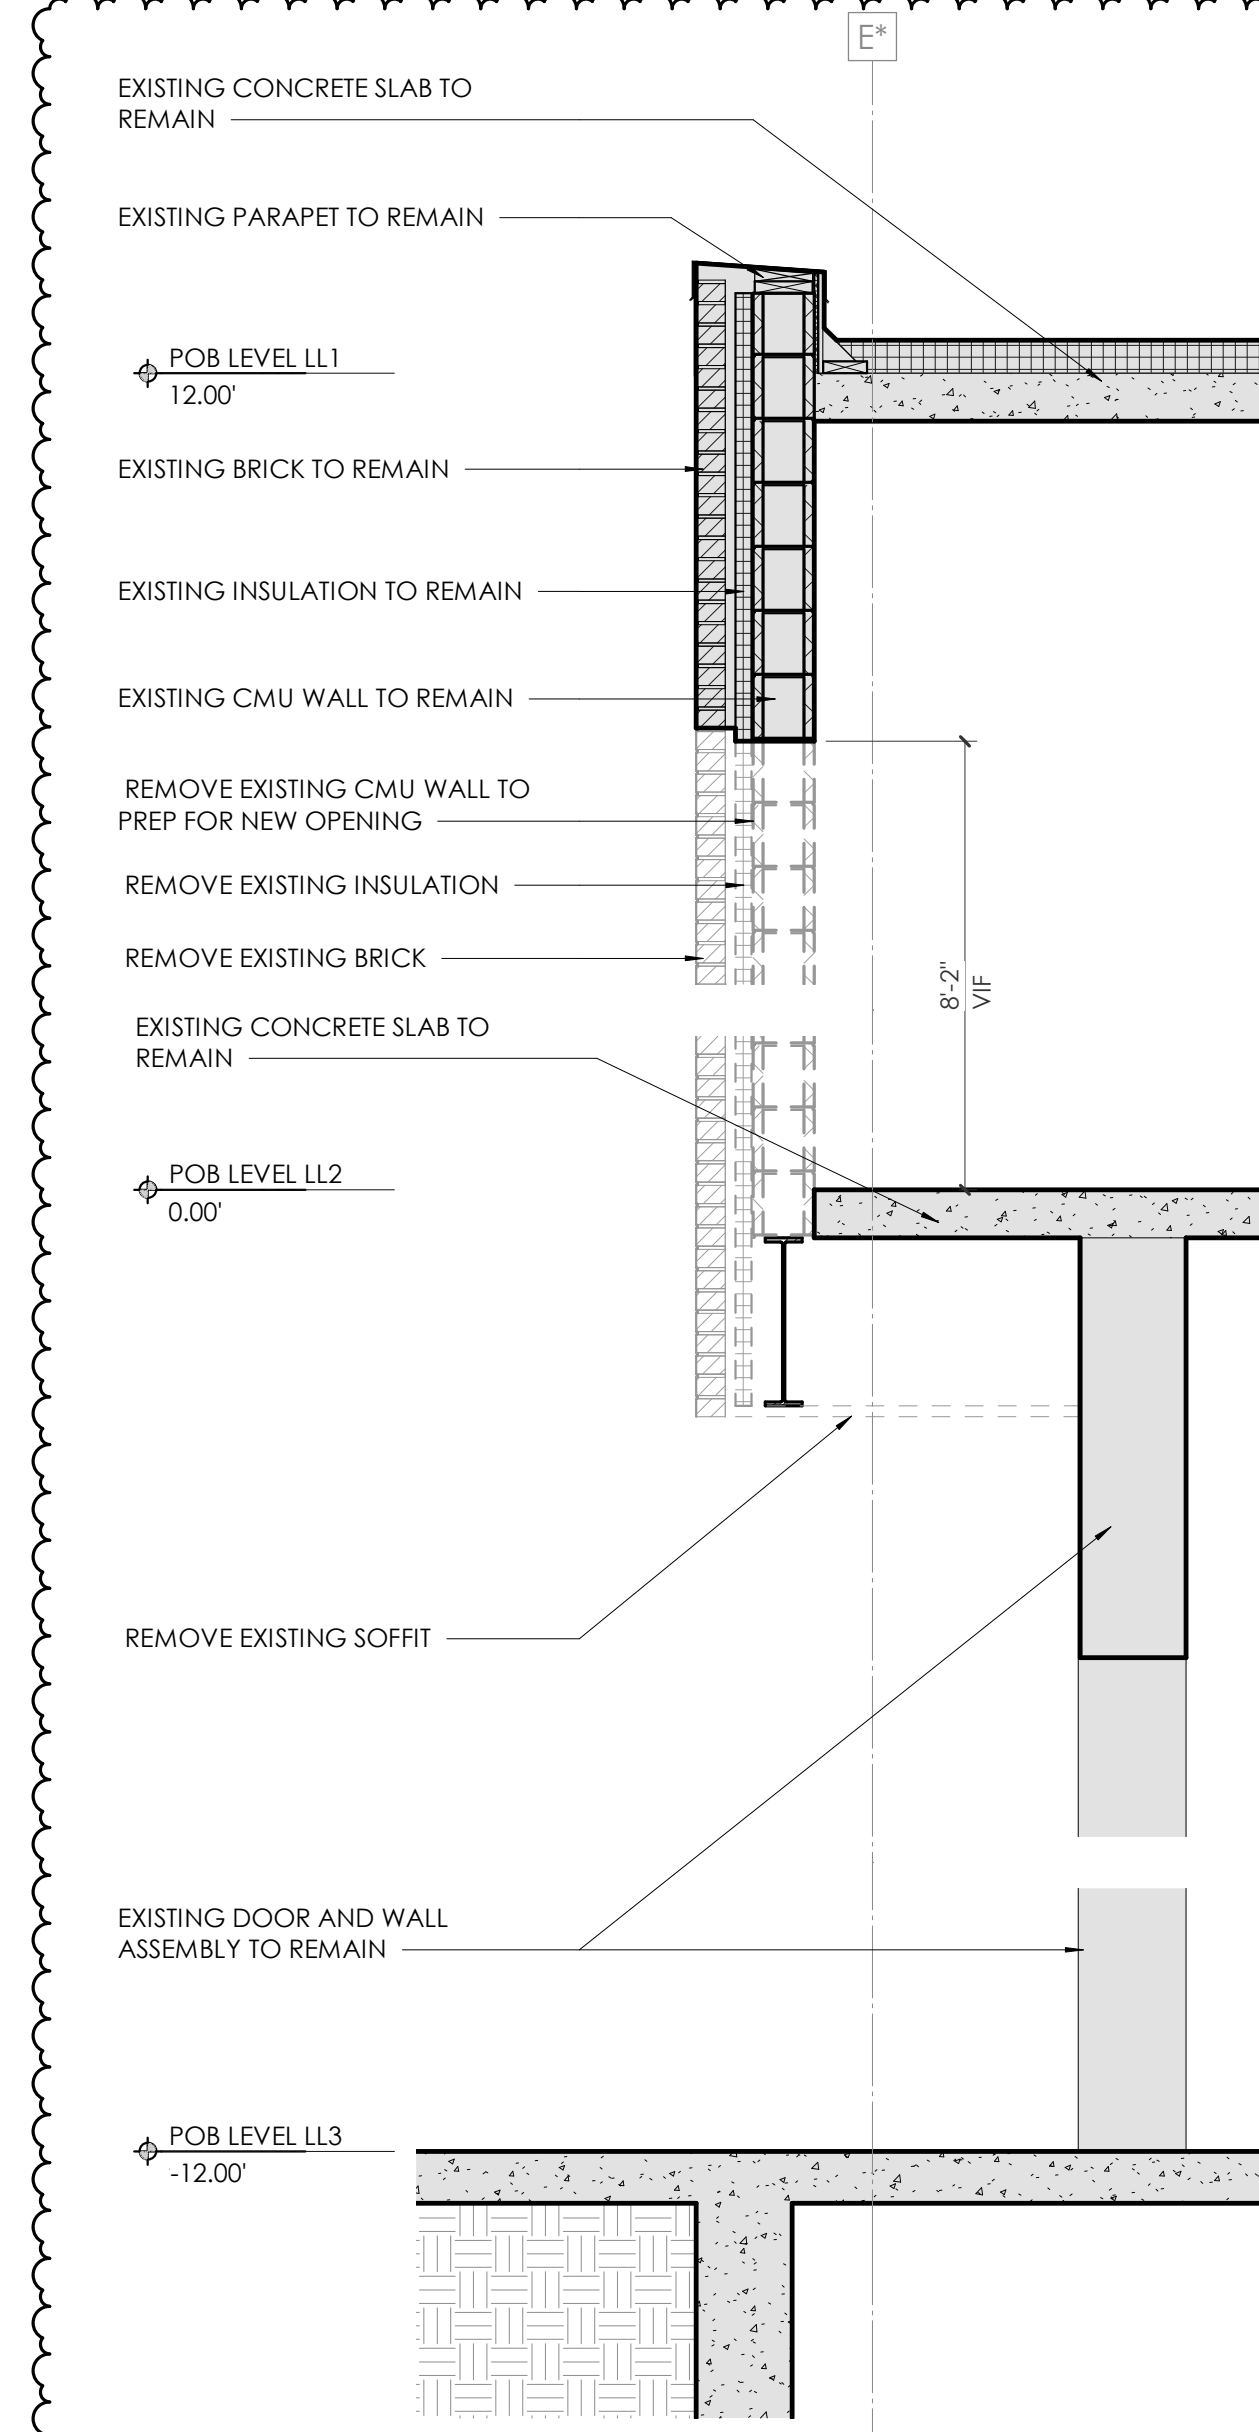 E*
EXISTING CONCRETE SLAB TO
REMAIN
EXISTING PARAPET TO REMAIN
POB LEVEL LL1
12.00'
EXISTING BRICK TO REMAIN
EXISTING INSULATION TO REMAIN
EXISTING CMU WALL TO REMAIN
REMOVE EXISTING CMU WALL TO
PREP FOR NEW OPENING
REMOVE EXISTING INSULATION
REMOVE EXISTING BRICK
8'-2"
VIF
EXISTING CONCRETE SLAB TO
REMAIN
POB LEVEL LL2
0.00'
REMOVE EXISTING SOFFIT
EXISTING DOOR AND WALL
ASSEMBLY TO REMAIN
POB LEVEL LL3
-12.00'